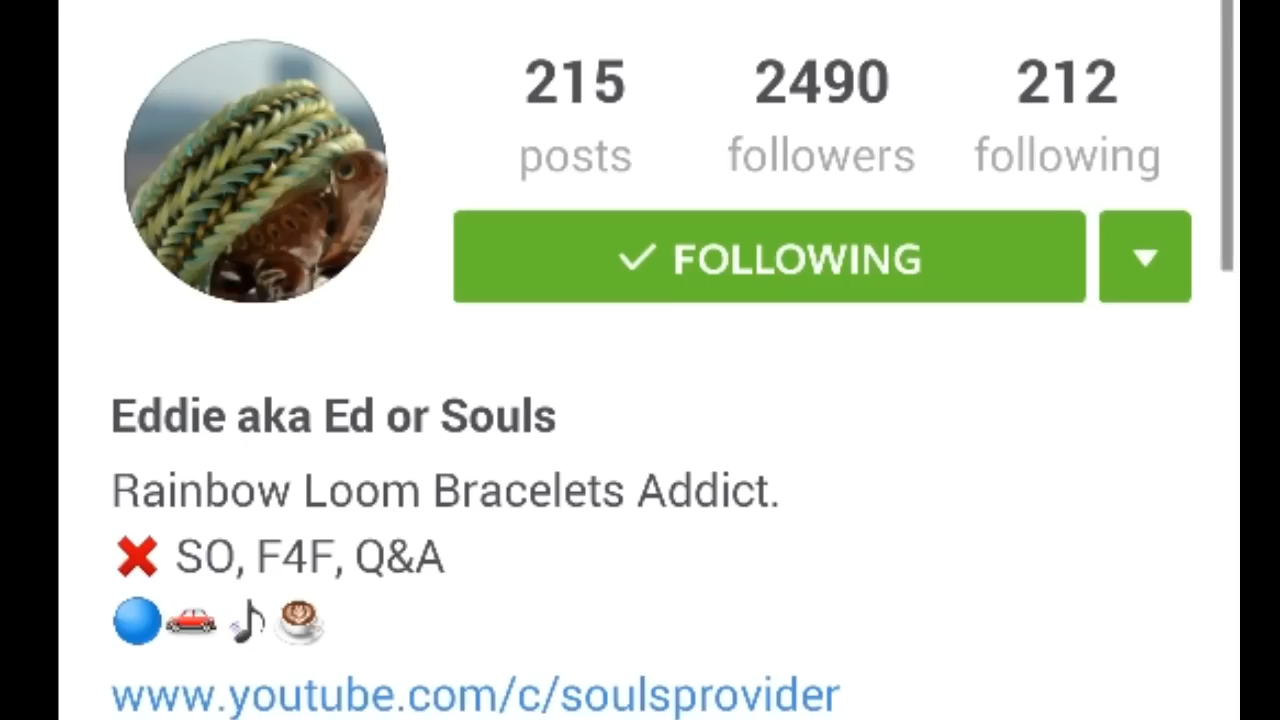 215 2490 212
posts followers following
✓ FOLLOWING ▼
Eddie aka Ed or Souls
Rainbow Loom Bracelets Addict.
❌ SO, F4F, Q&A
🔵🚗🎵☕
www.youtube.com/c/soulsprovider